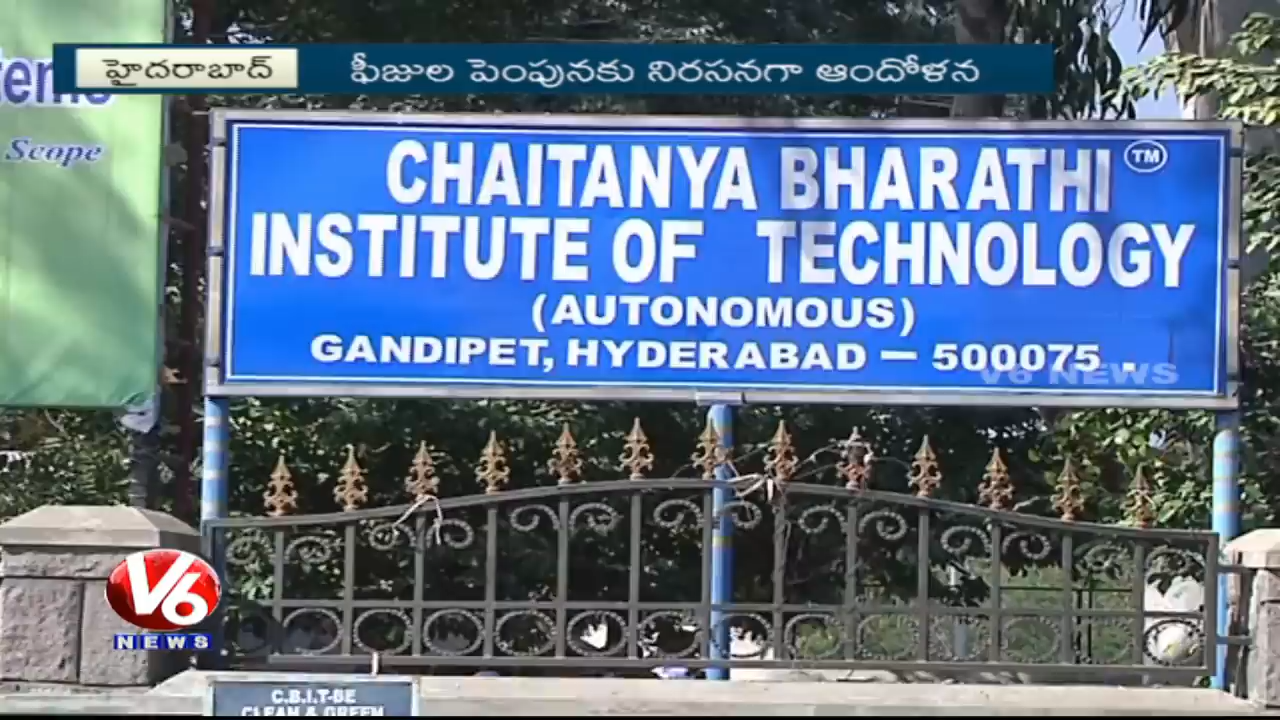 హైదరాబాద్ ఫీజుల పెంపునకు నిరసనగా ఆందోళన
Scope
CHAITANYA BHARATHI TM
INSTITUTE OF TECHNOLOGY
(AUTONOMOUS)
GANDIPET, HYDERABAD – 500075.
V6 NEWS
V6
NEWS
C.B.I.T-BE
CLEAN & GREEN